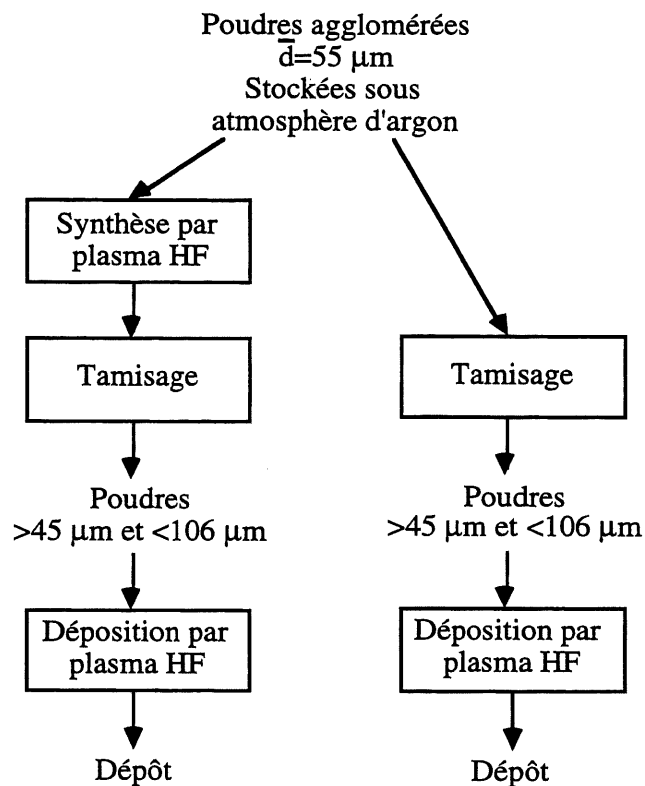 Poudres agglomérées
d̅=55 µm
Stockées sous
atmosphère d'argon
Synthèse par
plasma HF
Tamisage
Poudres
>45 µm et <106 µm
Déposition par
plasma HF
Dépôt
Tamisage
Poudres
>45 µm et <106 µm
Déposition par
plasma HF
Dépôt